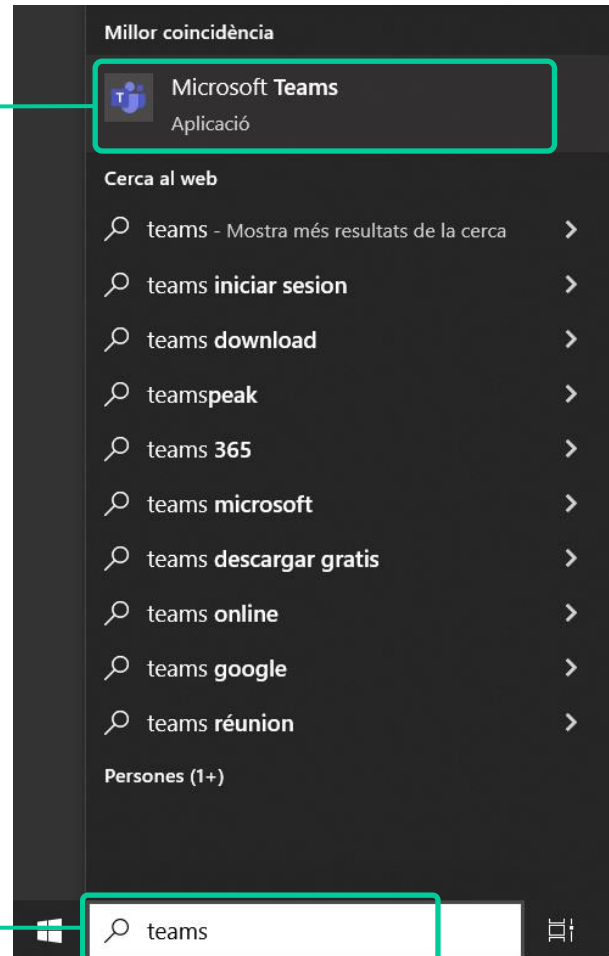 Millor coincidència
Microsoft Teams
Aplicació
Cerca al web
teams - Mostra més resultats de la cerca
teams iniciar sesion
teams download
teamspeak
teams 365
teams microsoft
teams descargar gratis
teams online
teams google
teams réunion
Persones (1+)
teams